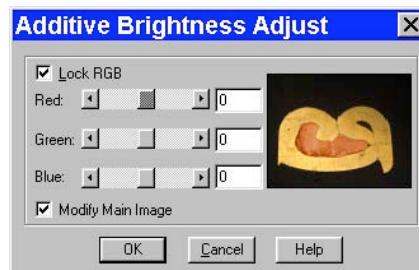 Additive Brightness Adjust
Lock RGB
Red: 0
Green: 0
Blue: 0
Modify Main Image
OK Cancel Help